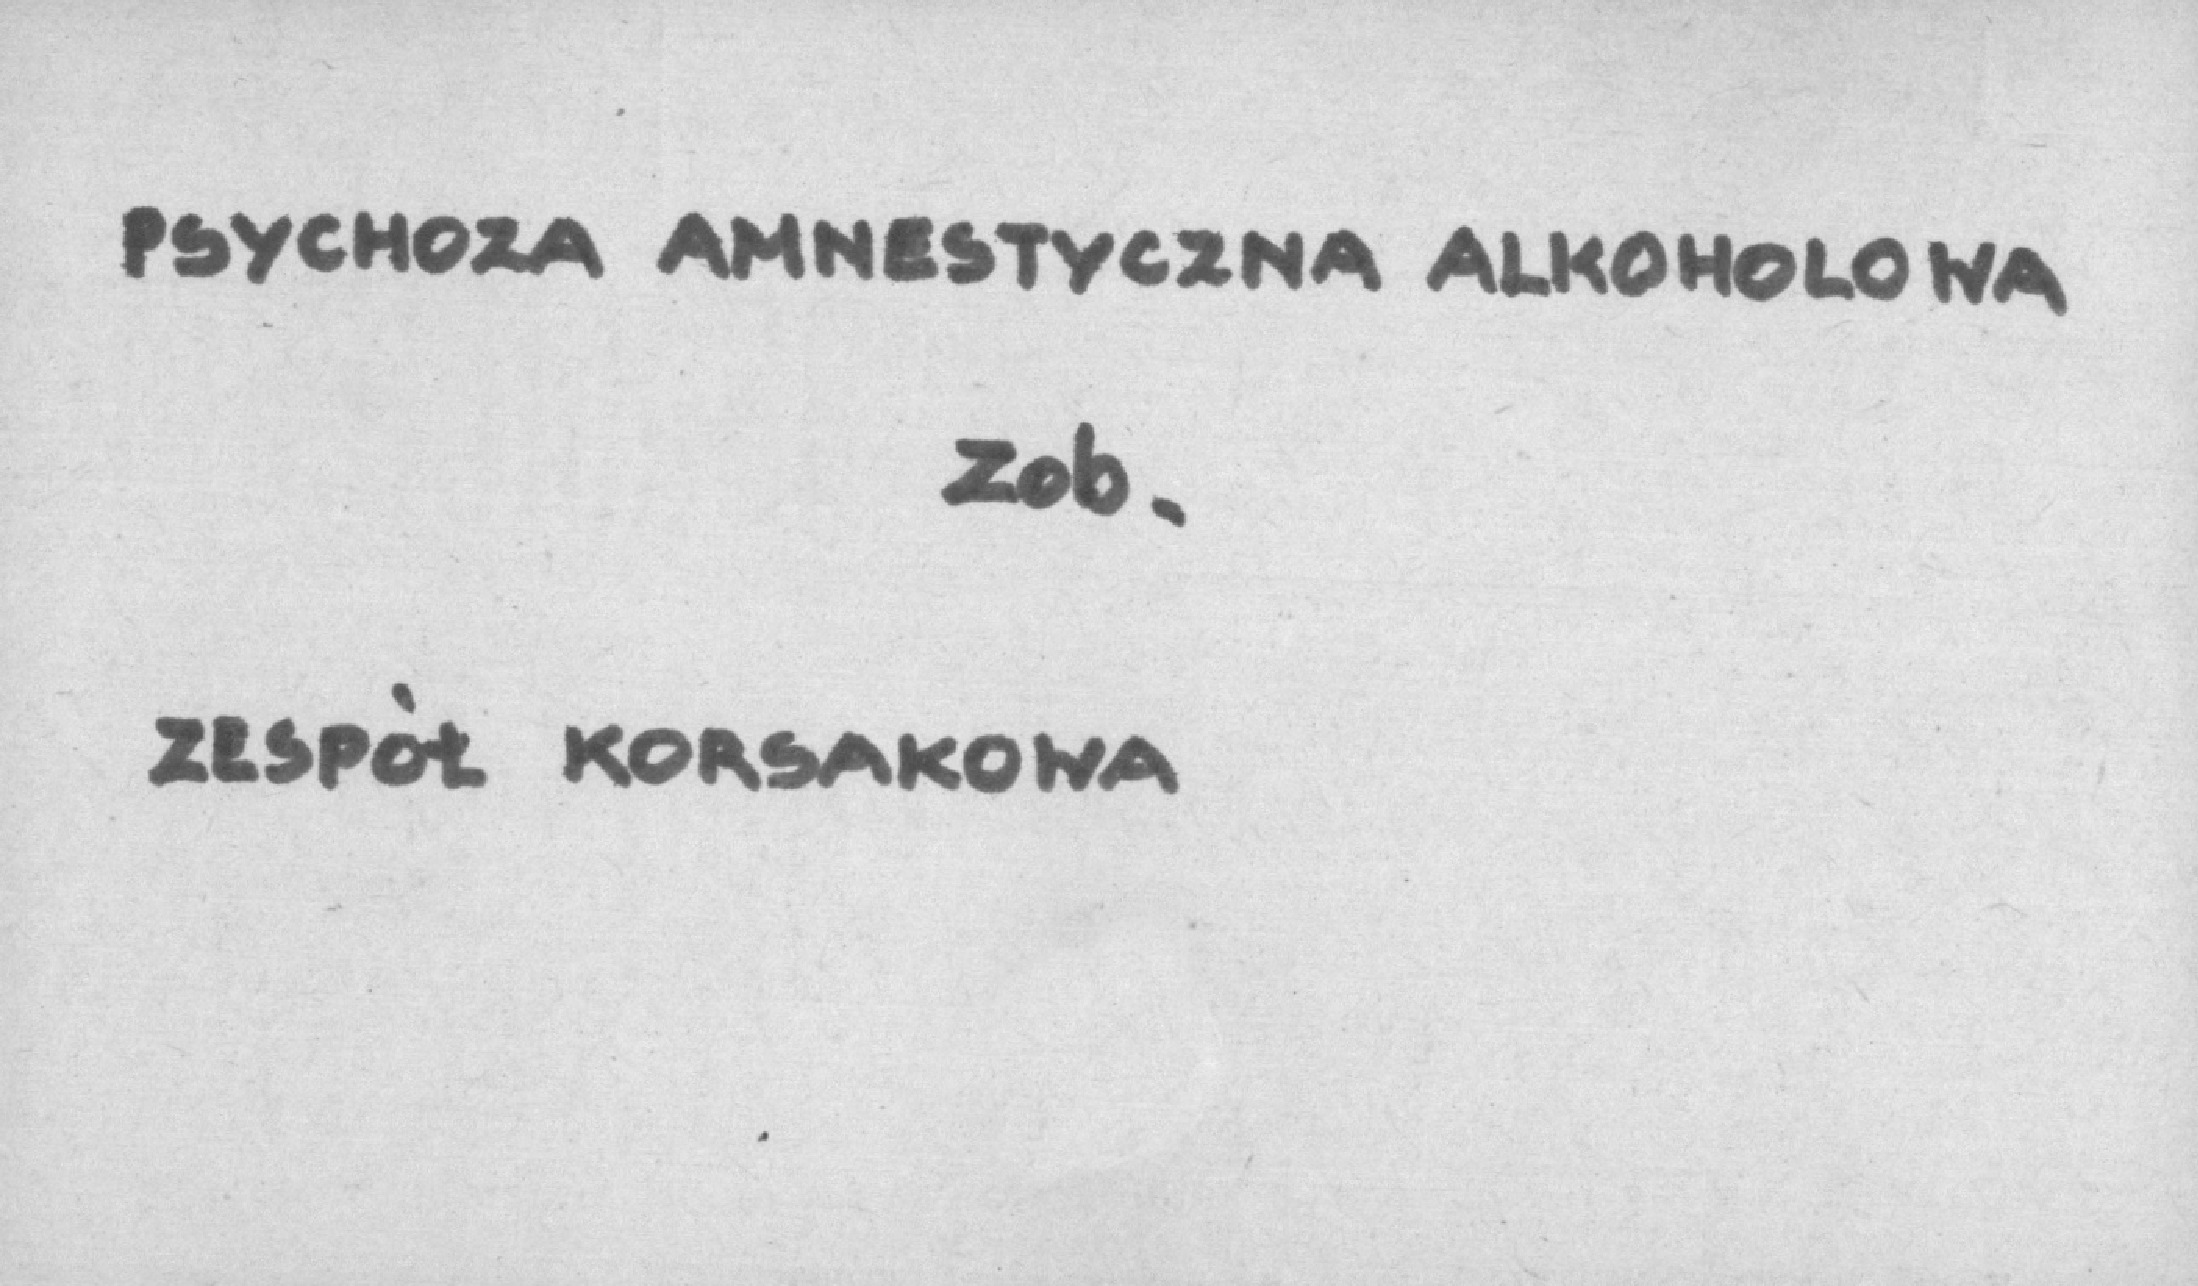 PSYCHOZA AMNESTYCZNA ALKOHOLOWA
Zob.
ZESPÓŁ KORSAKOWA